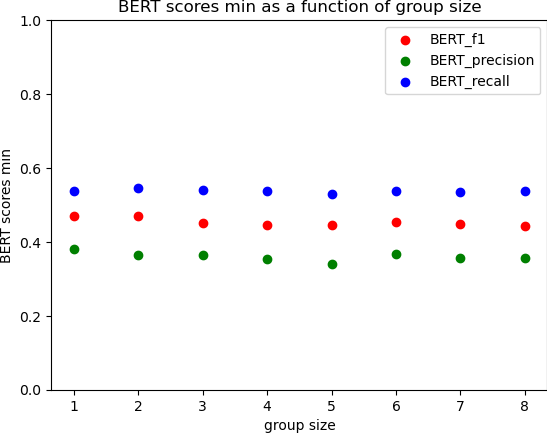 BERT scores min as a function of group size
BERT_f1
BERT_precision
BERT_recall
BERT scores min
1.0
0.8
0.6
0.4
0.2
0.0
1 2 3 4 5 6 7 8
group size